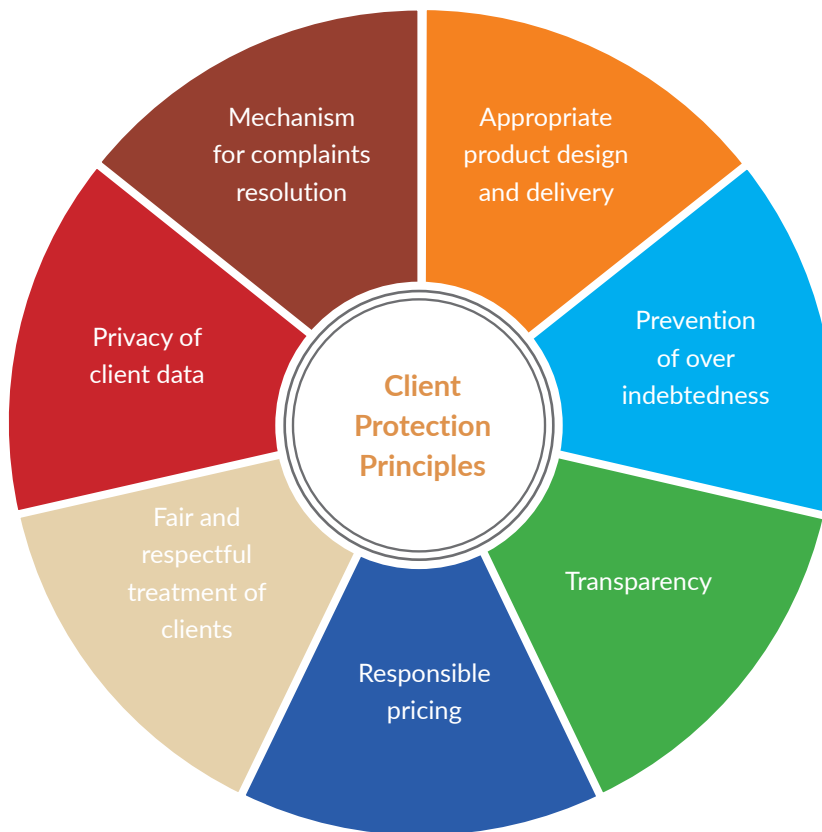 Client
Protection
Principles
Appropriate
product design
and delivery
Prevention
of over
indebtedness
Transparency
Responsible
pricing
Fair and
respectful
treatment of
clients
Privacy of
client data
Mechanism
for complaints
resolution